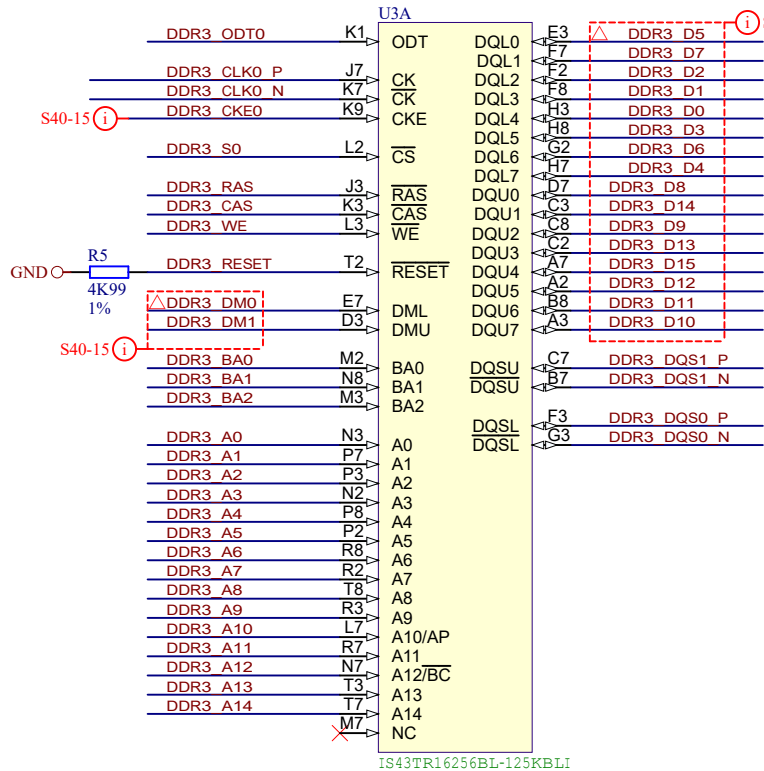 U3A
DDR3_ODT0 K1 ODT DQL0 E3 DDR3_D5 i
DQL1 F7 DDR3_D7
DDR3_CLK0_P J7 CK DQL2 F2 DDR3_D2
DDR3_CLK0_N K7 CK DQL3 F8 DDR3_D1
S40-15 i DDR3_CKE0 K9 CKE DQL4 H3 DDR3_D0
DQL5 H8 DDR3_D3
DDR3_S0 L2 CS DQL6 G2 DDR3_D6
DQL7 H7 DDR3_D4
DDR3_RAS J3 RAS DQU0 D7 DDR3_D8
DDR3_CAS K3 CAS DQU1 C3 DDR3_D14
DDR3_WE L3 WE DQU2 C8 DDR3_D9
DQU3 C2 DDR3_D13
R5
GND DDR3_RESET T2 RESET DQU4 A7 DDR3_D15
4K99
1%
DQU5 A2 DDR3_D12
DDR3_DM0 E7 DML DQU6 B8 DDR3_D11
DDR3_DM1 D3 DMU DQU7 A3 DDR3_D10
S40-15 i
DDR3_BA0 M2 BA0 DQSU C7 DDR3_DQS1_P
DDR3_BA1 N8 BA1 DQSU B7 DDR3_DQS1_N
DDR3_BA2 M3 BA2
DQSL F3 DDR3_DQS0_P
DDR3_A0 N3 A0 DQSL G3 DDR3_DQS0_N
DDR3_A1 P7 A1
DDR3_A2 P3 A2
DDR3_A3 N2 A3
DDR3_A4 P8 A4
DDR3_A5 P2 A5
DDR3_A6 R8 A6
DDR3_A7 R2 A7
DDR3_A8 T8 A8
DDR3_A9 R3 A9
DDR3_A10 L7 A10/AP
DDR3_A11 R7 A11
DDR3_A12 N7 A12/BC
DDR3_A13 T3 A13
DDR3_A14 T7 A14
M7 NC
IS43TR16256BL-125KBLI